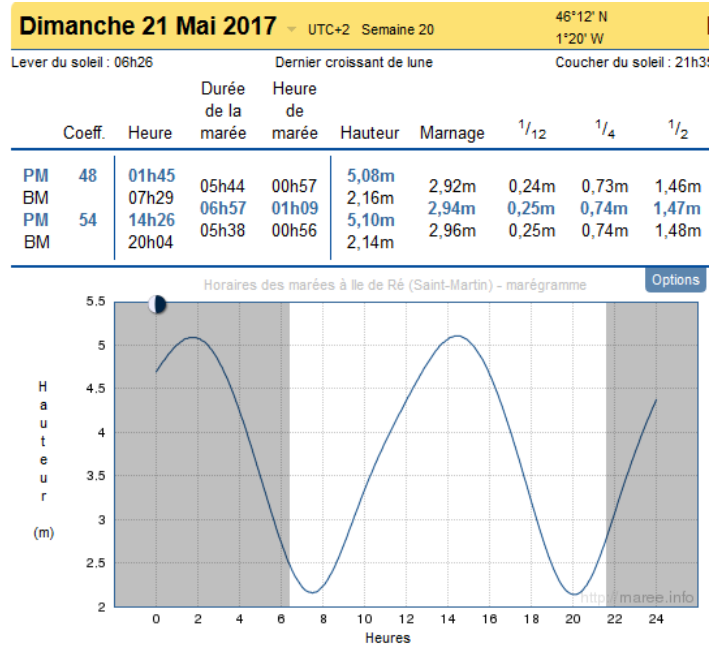 Dimanche 21 Mai 2017 UTC+2 Semaine 20
46°12' N
1°20' W
Lever du soleil : 06h26 Dernier croissant de lune Coucher du soleil : 21h35
Durée Heure
de la de
Coeff. Heure marée marée Hauteur Marnage 1/12 1/4 1/2
PM 48 01h45 5,08m
05h44 00h57 2,92m 0,24m 0,73m 1,46m
BM 07h29 2,16m
06h57 01h09 2,94m 0,25m 0,74m 1,47m
PM 54 14h26 5,10m
05h38 00h56 2,96m 0,25m 0,74m 1,48m
BM 20h04 2,14m
Horaires des marées à Ile de Ré (Saint-Martin) - marégramme
Options
5.5
5
4.5
4
3.5
3
2.5
2
Hauteur
(m)
http://maree.info
0 2 4 6 8 10 12 14 16 18 20 22 24
Heures